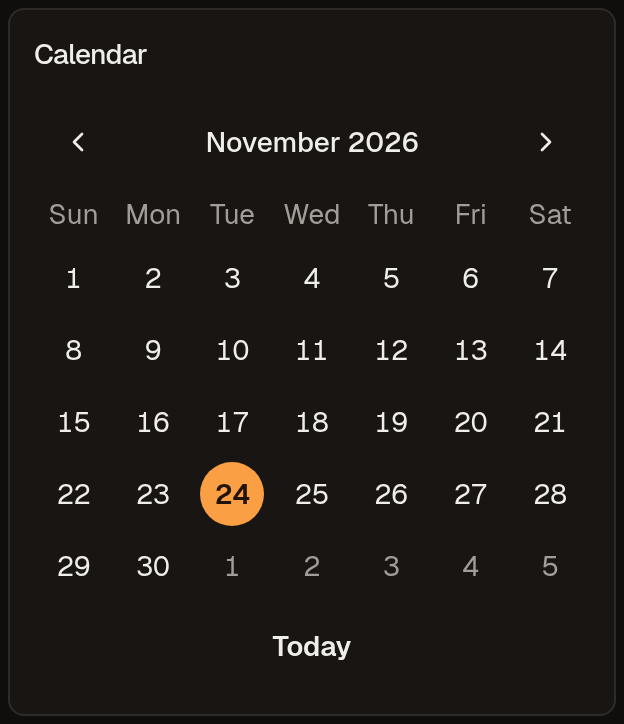 Calendar
November 2026
Sun Mon Tue Wed Thu Fri Sat
1 2 3 4 5 6 7
8 9 10 11 12 13 14
15 16 17 18 19 20 21
22 23 24 25 26 27 28
29 30 1 2 3 4 5
Today